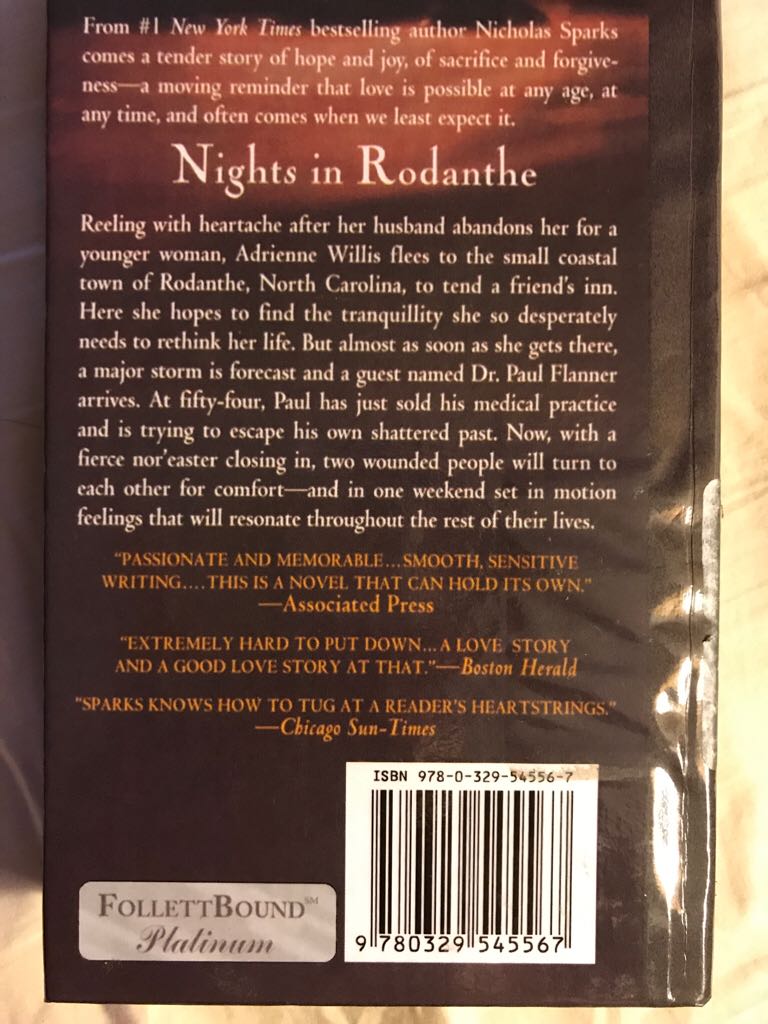 From #1 New York Times bestselling author Nicholas Sparks
comes a tender story of hope and joy, of sacrifice and forgive-
ness—a moving reminder that love is possible at any age, at
any time, and often comes when we least expect it.
Nights in Rodanthe
Reeling with heartache after her husband abandons her for a
younger woman, Adrienne Willis flees to the small coastal
town of Rodanthe, North Carolina, to tend a friend's inn.
Here she hopes to find the tranquillity she so desperately
needs to rethink her life. But almost as soon as she gets there,
a major storm is forecast and a guest named Dr. Paul Flanner
arrives. At fifty-four, Paul has just sold his medical practice
and is trying to escape his own shattered past. Now, with a
fierce nor'easter closing in, two wounded people will turn to
each other for comfort—and in one weekend set in motion
feelings that will resonate throughout the rest of their lives.
"PASSIONATE AND MEMORABLE...SMOOTH, SENSITIVE
WRITING....THIS IS A NOVEL THAT CAN HOLD ITS OWN."
—Associated Press
"EXTREMELY HARD TO PUT DOWN...A LOVE STORY
AND A GOOD LOVE STORY AT THAT."—Boston Herald
"SPARKS KNOWS HOW TO TUG AT A READER'S HEARTSTRINGS."
—Chicago Sun-Times
ISBN 978-0-329-54556-7
9 780329 545567
FOLLETTBOUND SM
Platinum